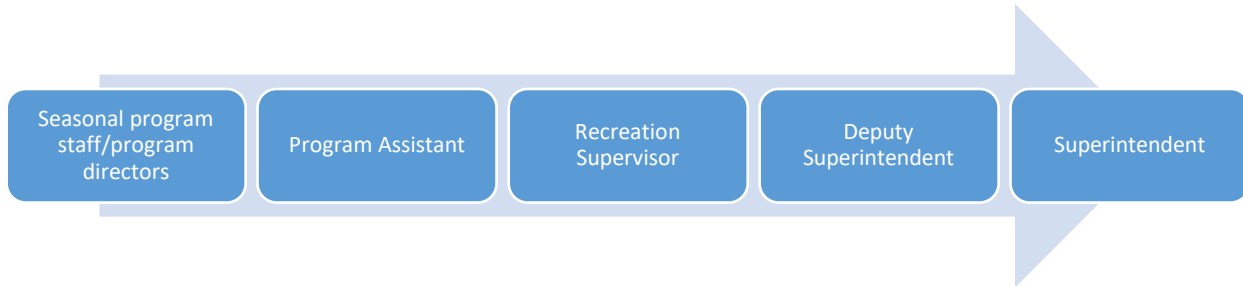 Seasonal program
staff/program
directors
Program Assistant
Recreation
Supervisor
Deputy
Superintendent
Superintendent